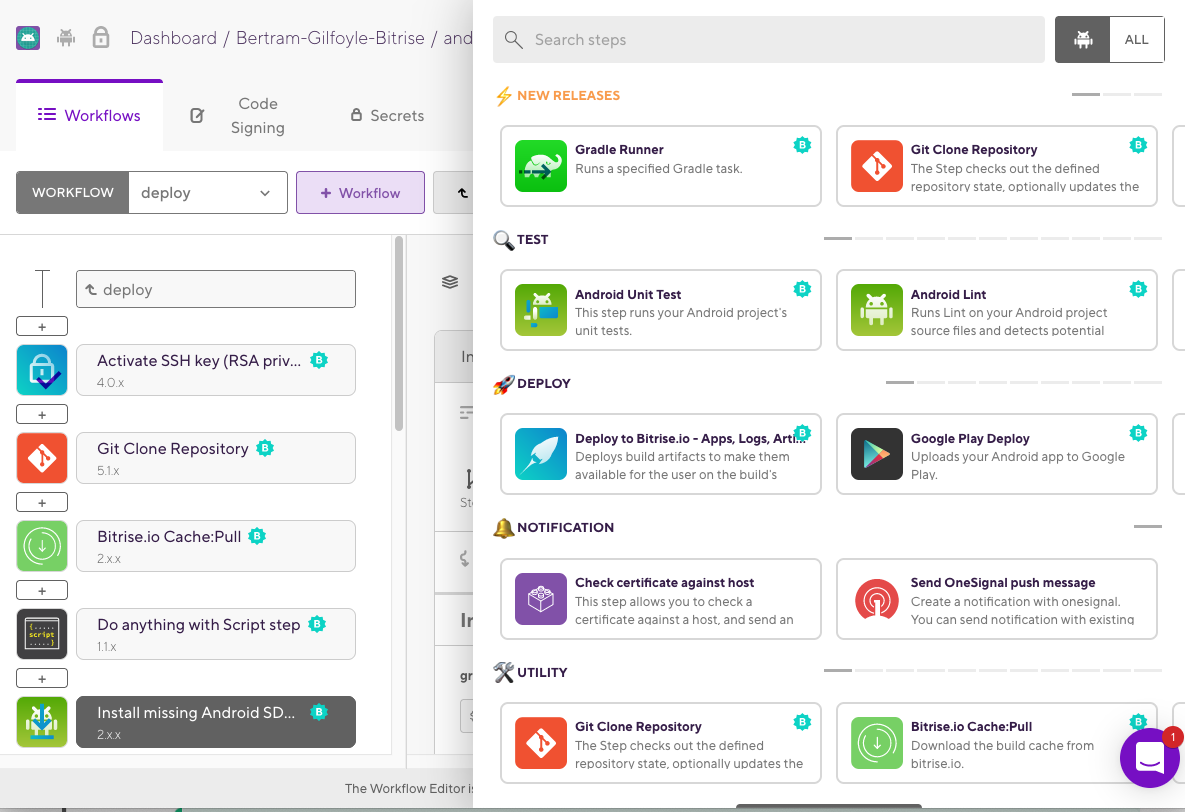 Dashboard / Bertram-Gilfoyle-Bitrise / and
Workflows
Code
Signing
Secrets
WORKFLOW
deploy
+ Workflow
deploy
+
Activate SSH key (RSA priv...
B
4.0.x
+
Git Clone Repository
B
5.1.x
+
Bitrise.io Cache:Pull
B
2.x.x
+
{.....
script
.....}
Do anything with Script step
B
1.1.x
+
Install missing Android SD...
B
2.x.x
The Workflow Editor is
Search steps
ALL
NEW RELEASES
Gradle Runner
B
Runs a specified Gradle task.
Git Clone Repository
B
The Step checks out the defined
repository state, optionally updates the
TEST
Android Unit Test
B
This step runs your Android project's
unit tests.
Android Lint
B
Runs Lint on your Android project
source files and detects potential
DEPLOY
Deploy to Bitrise.io - Apps, Logs, Arti...
B
Deploys build artifacts to make them
available for the user on the build's
Google Play Deploy
B
Uploads your Android app to Google
Play.
NOTIFICATION
Check certificate against host
This step allows you to check a
certificate against a host, and send an
Send OneSignal push message
Create a notification with onesignal.
You can send notification with existing
UTILITY
Git Clone Repository
B
The Step checks out the defined
repository state, optionally updates the
Bitrise.io Cache:Pull
B
Download the build cache from
bitrise.io.
1